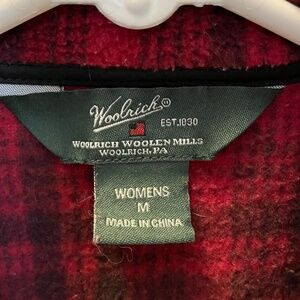 Woolrich®
EST.1830
WOOLRICH WOOLEN MILLS
WOOLRICH, PA
WOMENS
M
MADE IN CHINA